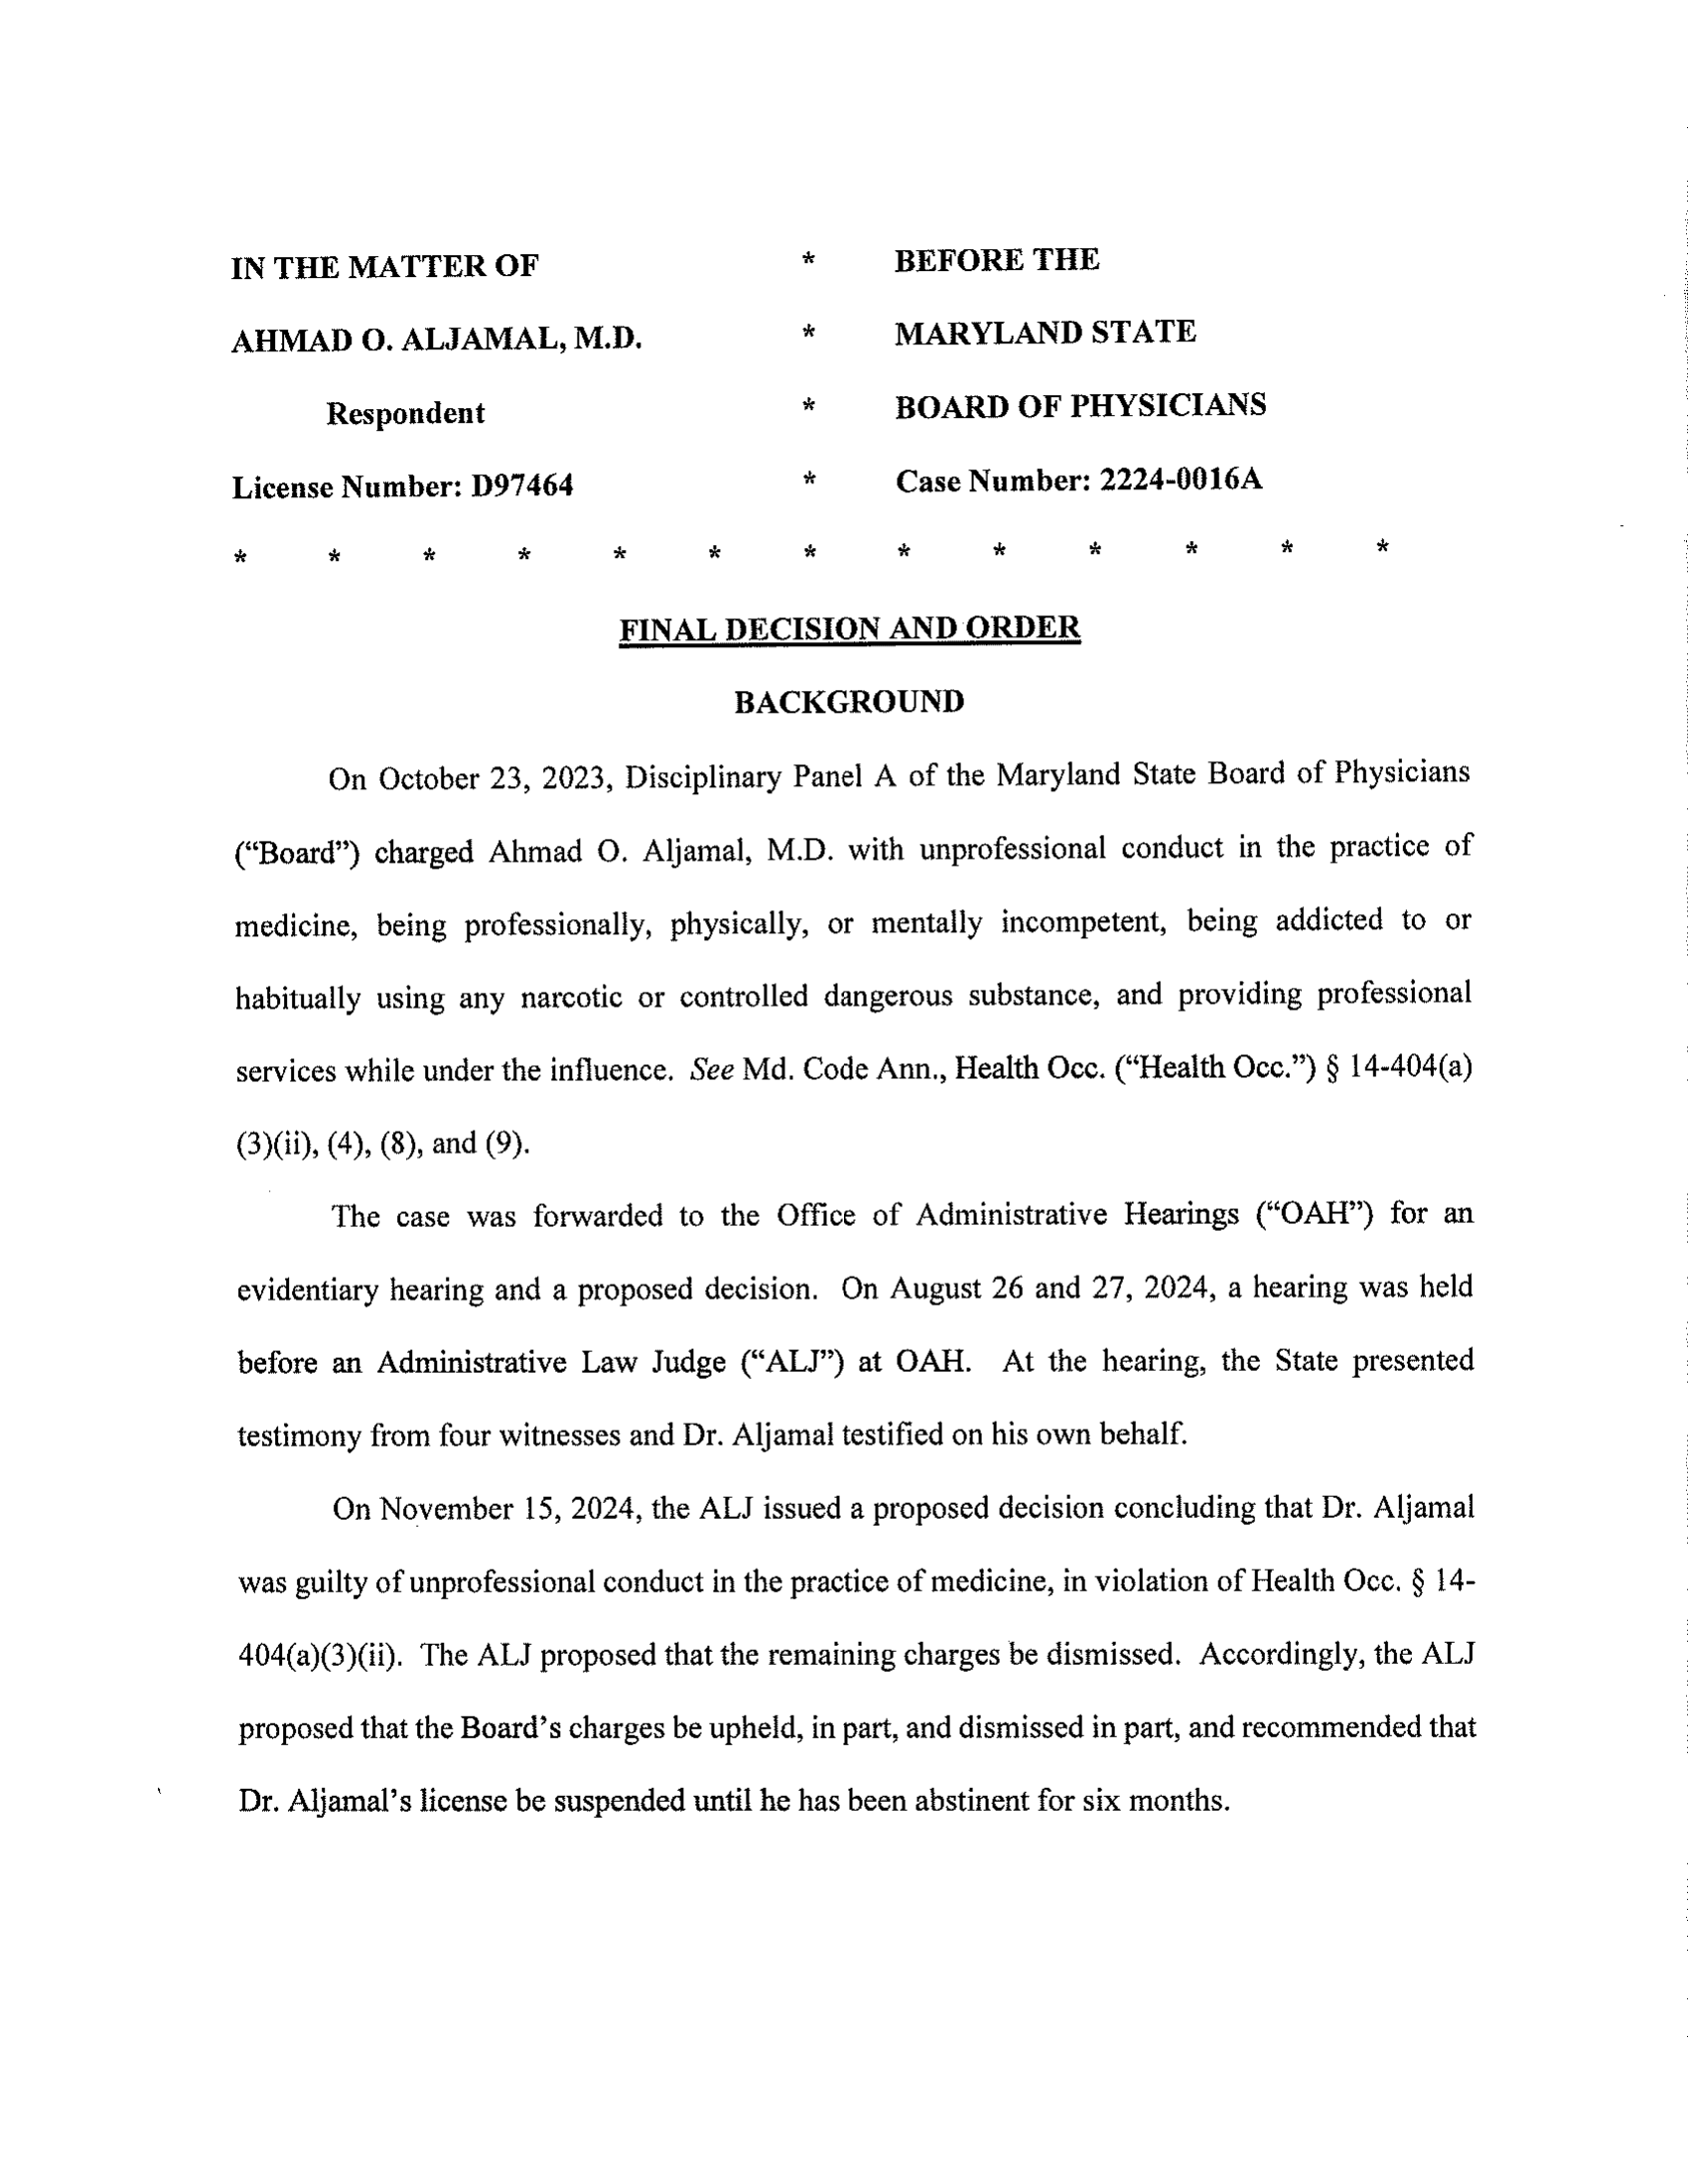 IN THE MATTER OF * BEFORE THE
AHMAD O. ALJAMAL, M.D. * MARYLAND STATE
Respondent * BOARD OF PHYSICIANS
License Number: D97464 * Case Number: 2224-0016A
* * * * * * * * * * * * *
FINAL DECISION AND ORDER
BACKGROUND
On October 23, 2023, Disciplinary Panel A of the Maryland State Board of Physicians
(“Board”) charged Ahmad O. Aljamal, M.D. with unprofessional conduct in the practice of
medicine, being professionally, physically, or mentally incompetent, being addicted to or
habitually using any narcotic or controlled dangerous substance, and providing professional
services while under the influence. See Md. Code Ann., Health Occ. (“Health Occ.”) § 14-404(a)
(3)(ii), (4), (8), and (9).
The case was forwarded to the Office of Administrative Hearings (“OAH”) for an
evidentiary hearing and a proposed decision. On August 26 and 27, 2024, a hearing was held
before an Administrative Law Judge (“ALJ”) at OAH. At the hearing, the State presented
testimony from four witnesses and Dr. Aljamal testified on his own behalf.
On November 15, 2024, the ALJ issued a proposed decision concluding that Dr. Aljamal
was guilty of unprofessional conduct in the practice of medicine, in violation of Health Occ. § 14-
404(a)(3)(ii). The ALJ proposed that the remaining charges be dismissed. Accordingly, the ALJ
proposed that the Board’s charges be upheld, in part, and dismissed in part, and recommended that
Dr. Aljamal’s license be suspended until he has been abstinent for six months.